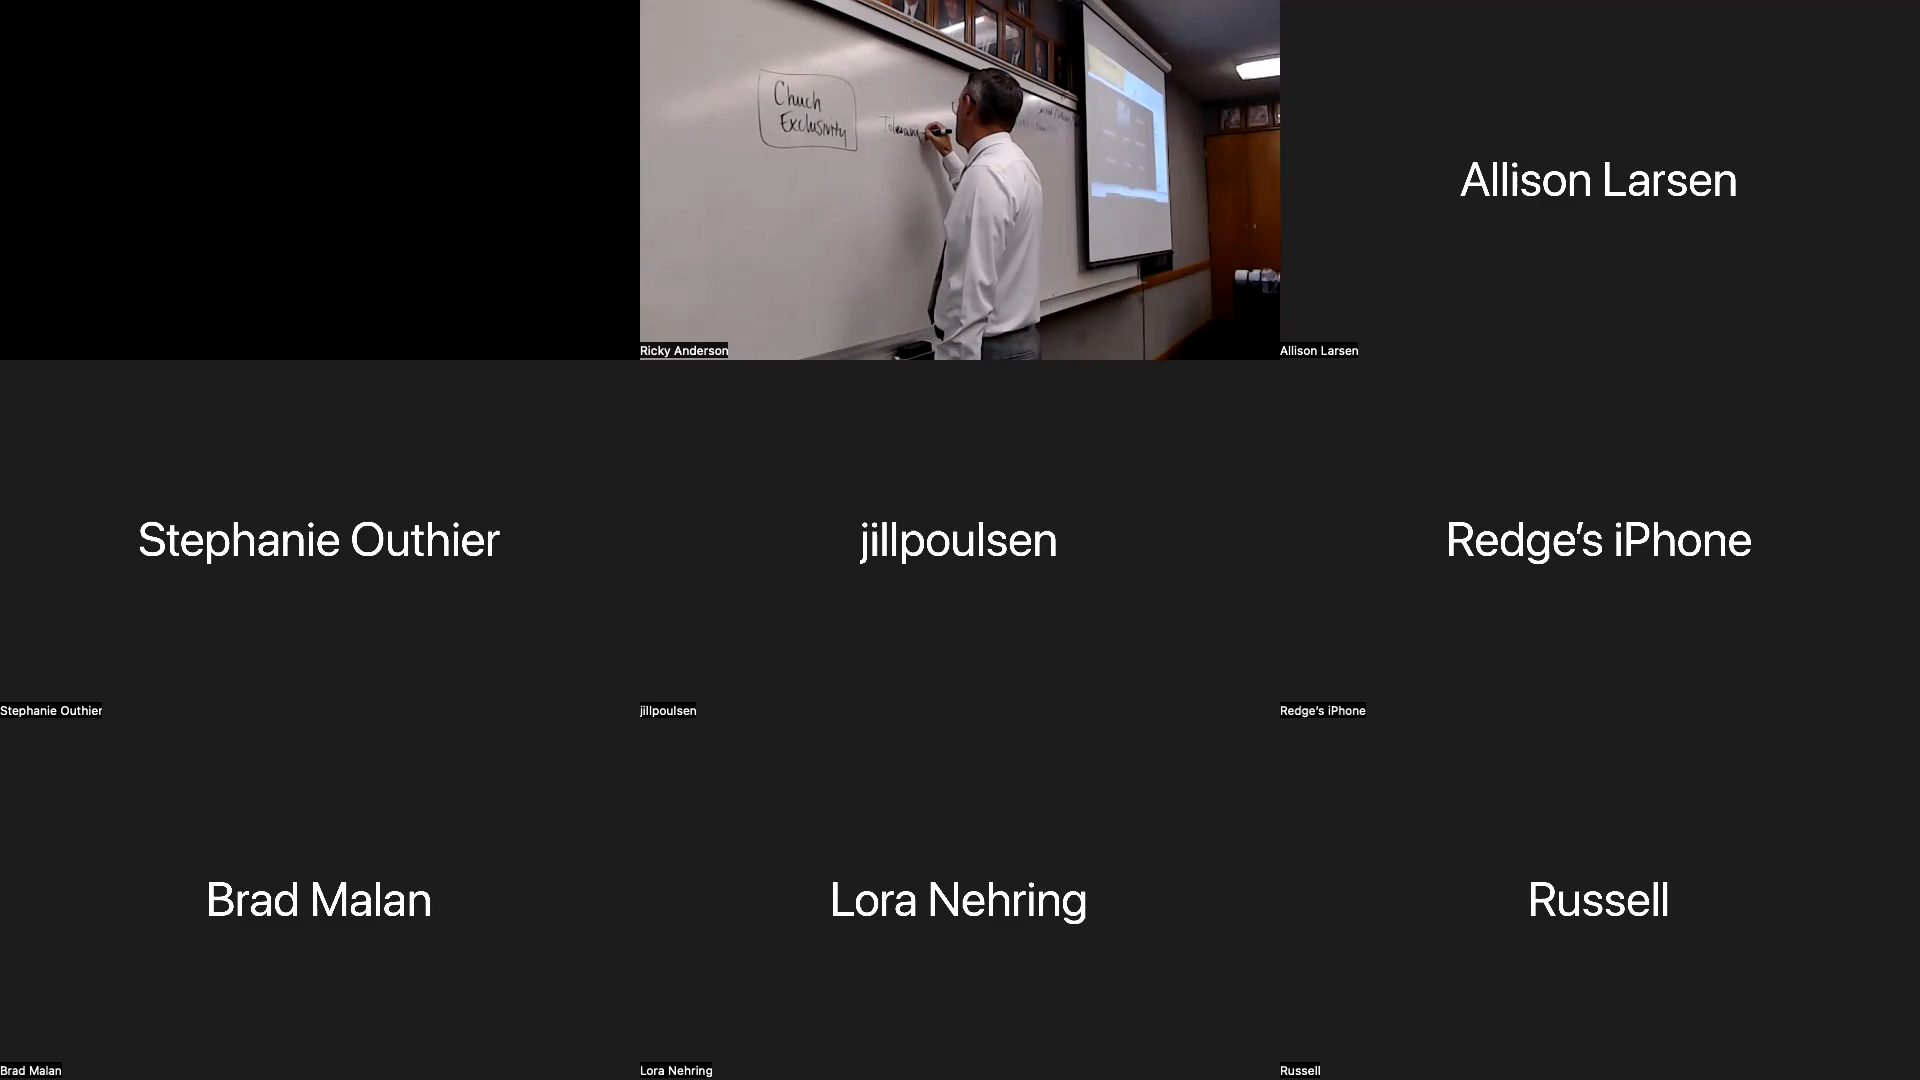 Chuch
Exclusivity
Ricky Anderson
Allison Larsen
Allison Larsen
Stephanie Outhier
jillpoulsen
Redge’s iPhone
Stephanie Outhier
jillpoulsen
Redge’s iPhone
Brad Malan
Lora Nehring
Russell
Brad Malan
Lora Nehring
Russell